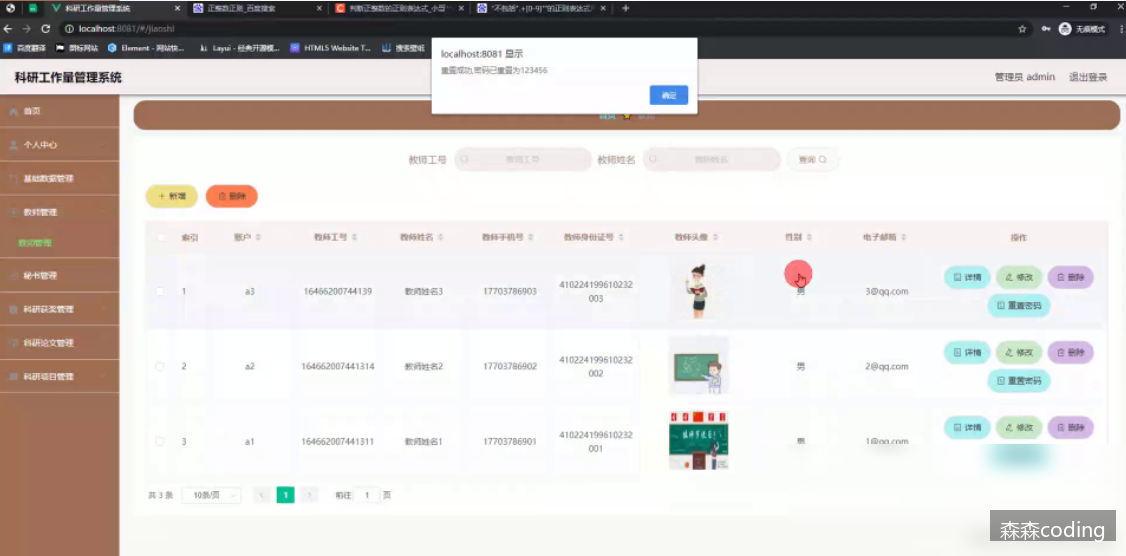 科研工作量管理系统
正整数正则_百度搜索
判断正整数的正则表达式_小雪
localhost:8081/#/jiaoshi
无痕模式
百度翻译
图标网站
Element - 网站快...
Layui - 经典开源模...
HTML5 Website T...
搜索壁纸
localhost:8081 显示
重置成功,密码已重置为123456
确定
科研工作量管理系统
管理员 admin
退出登录
首页
个人中心
基础数据管理
教师管理
教师管理
秘书管理
科研获奖管理
科研论文管理
科研项目管理
教师工号
教师工号
教师姓名
教师姓名
查询
+ 新增
删除
索引 账户 教师工号 教师姓名 教师手机号 教师身份证号 教师头像 性别 电子邮箱 操作
1 a3 16466200744139 教师姓名3 17703786903 410224199610232003 男 3@qq.com 详情 修改 删除
重置密码
2 a2 164662007441314 教师姓名2 17703786902 410224199610232002 男 2@qq.com 详情 修改 删除
重置密码
3 a1 164662007441311 教师姓名1 17703786901 410224199610232001 男 1@qq.com 详情 修改 删除
共 3 条
10条/页
1
前往 1 页
森森coding